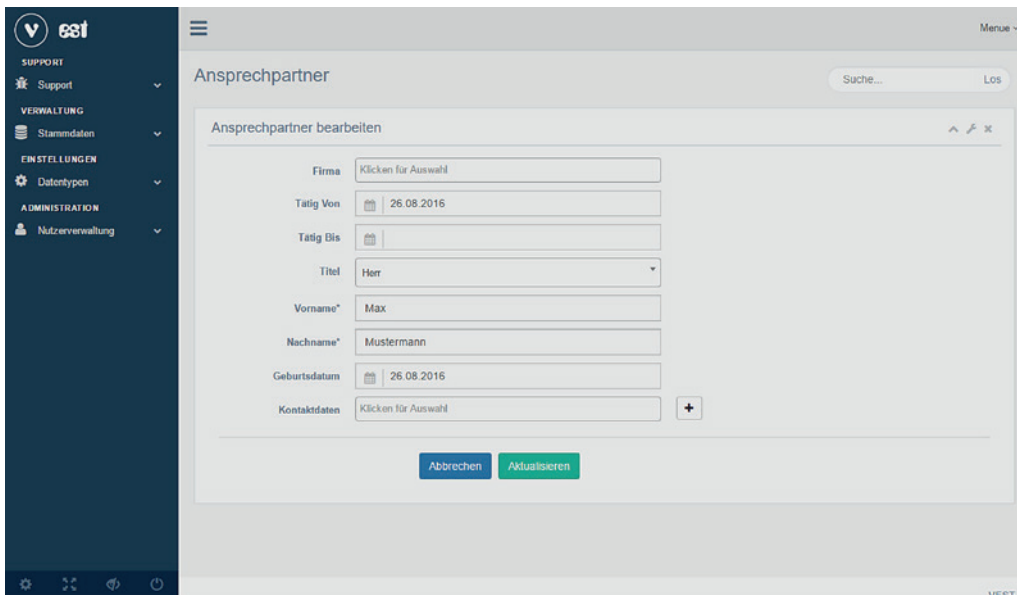 V est
Menue
SUPPORT
Support
VERWALTUNG
Stammdaten
EINSTELLUNGEN
Datentypen
ADMINISTRATION
Nutzerverwaltung
Ansprechpartner
Suche... Los
Ansprechpartner bearbeiten
Firma Klicken für Auswahl
Tätig Von 26.08.2016
Tätig Bis
Titel Herr
Vorname* Max
Nachname* Mustermann
Geburtsdatum 26.08.2016
Kontaktdaten Klicken für Auswahl +
Abbrechen Aktualisieren
VEST